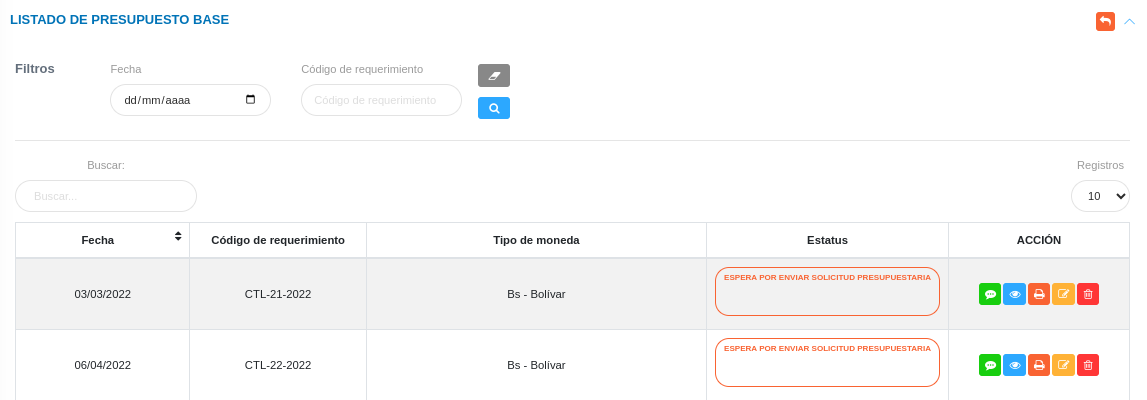 LISTADO DE PRESUPUESTO BASE
Filtros
Fecha
Código de requerimiento
dd/mm/aaaa
Código de requerimiento
Buscar:
Registros
Buscar...
10
Fecha
Código de requerimiento
Tipo de moneda
Estatus
ACCIÓN
03/03/2022
CTL-21-2022
Bs - Bolívar
ESPERA POR ENVIAR SOLICITUD PRESUPUESTARIA
06/04/2022
CTL-22-2022
Bs - Bolívar
ESPERA POR ENVIAR SOLICITUD PRESUPUESTARIA